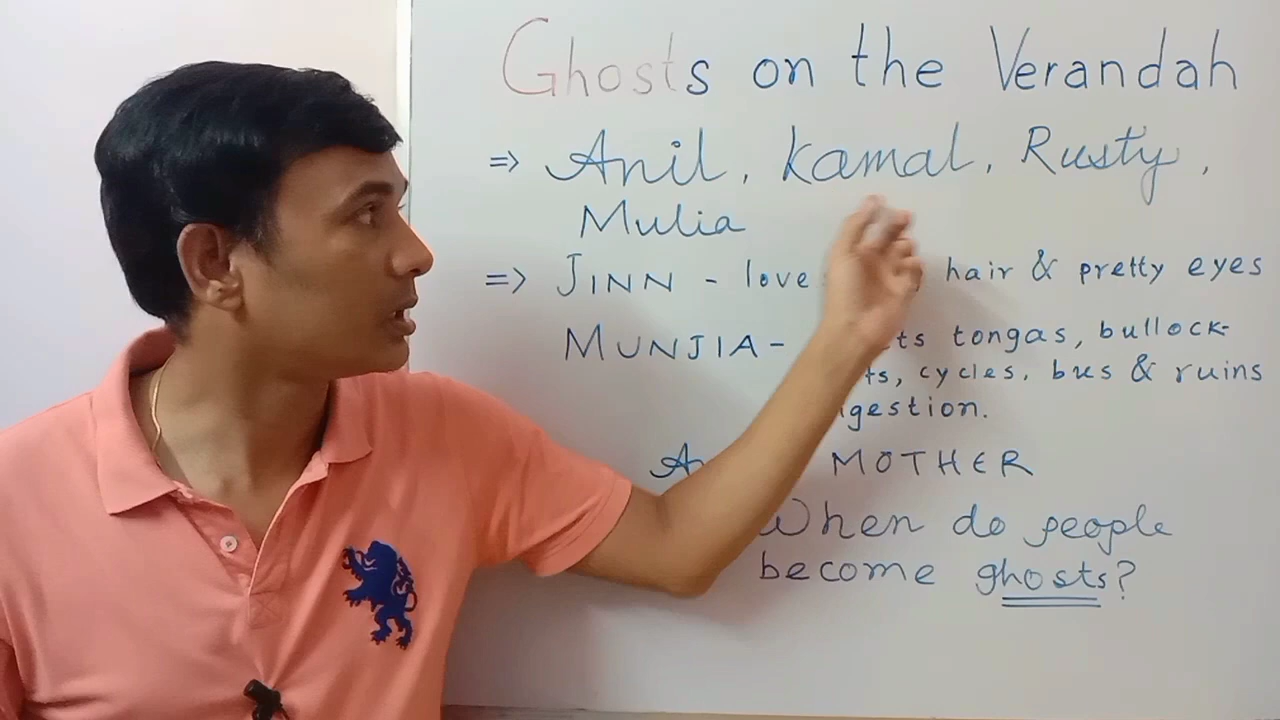 Ghosts on the Verandah
⇒ Anil, Kamal, Rusty,
Mulia
⇒ JINN - love hair & pretty eyes
MUNJIA- tongas, bullock-
cycles, bus & ruins
MOTHER
When do people
become ghosts?